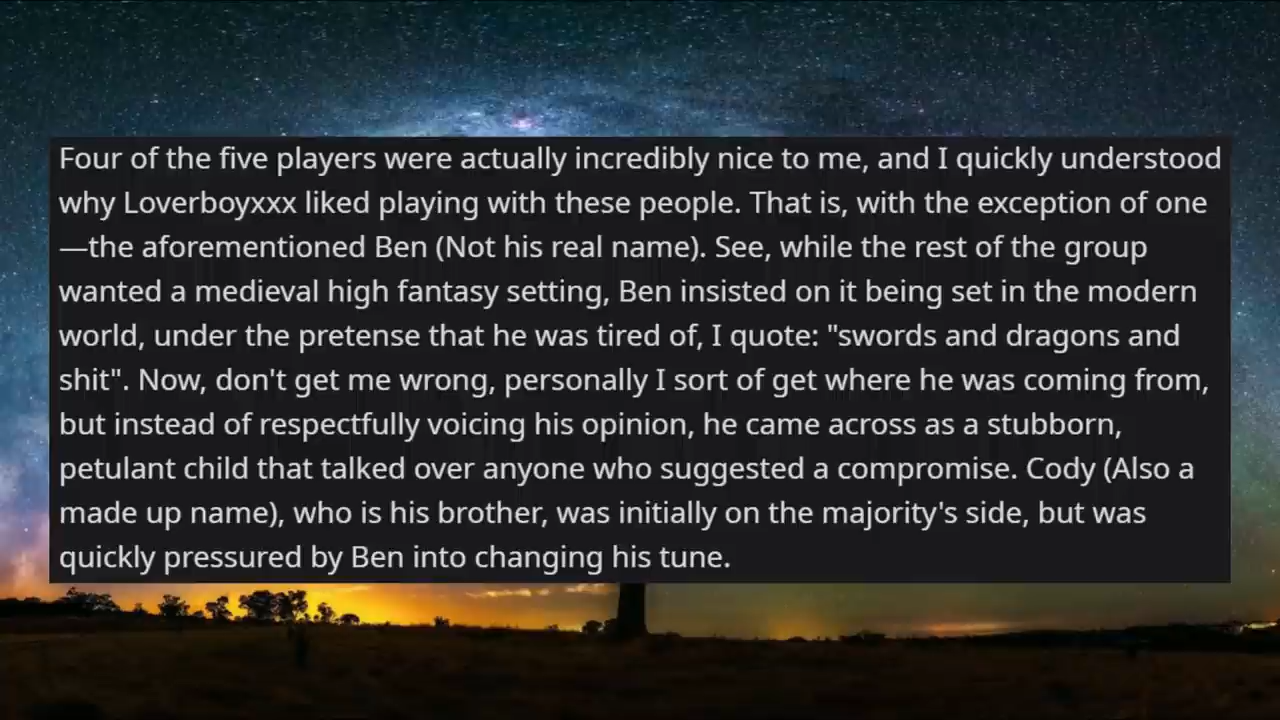 Four of the five players were actually incredibly nice to me, and I quickly understood
why Loverboyxxx liked playing with these people. That is, with the exception of one
—the aforementioned Ben (Not his real name). See, while the rest of the group
wanted a medieval high fantasy setting, Ben insisted on it being set in the modern
world, under the pretense that he was tired of, I quote: "swords and dragons and
shit". Now, don't get me wrong, personally I sort of get where he was coming from,
but instead of respectfully voicing his opinion, he came across as a stubborn,
petulant child that talked over anyone who suggested a compromise. Cody (Also a
made up name), who is his brother, was initially on the majority's side, but was
quickly pressured by Ben into changing his tune.